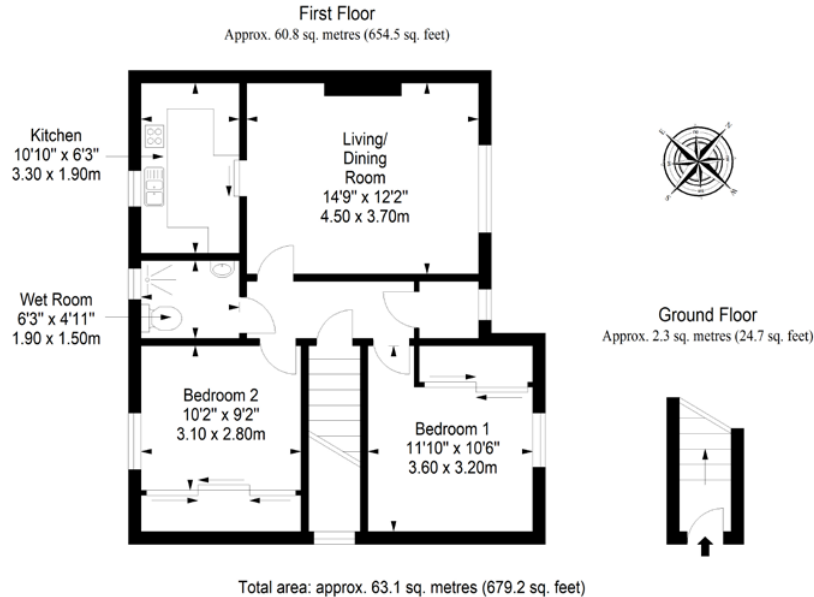 First Floor
Approx. 60.8 sq. metres (654.5 sq. feet)
Kitchen
10'10" x 6'3"
3.30 x 1.90m
Living/
Dining
Room
14'9" x 12'2"
4.50 x 3.70m
E
N
S
W
Wet Room
6'3" x 4'11"
1.90 x 1.50m
Ground Floor
Approx. 2.3 sq. metres (24.7 sq. feet)
Bedroom 2
10'2" x 9'2"
3.10 x 2.80m
Bedroom 1
11'10" x 10'6"
3.60 x 3.20m
Total area: approx. 63.1 sq. metres (679.2 sq. feet)